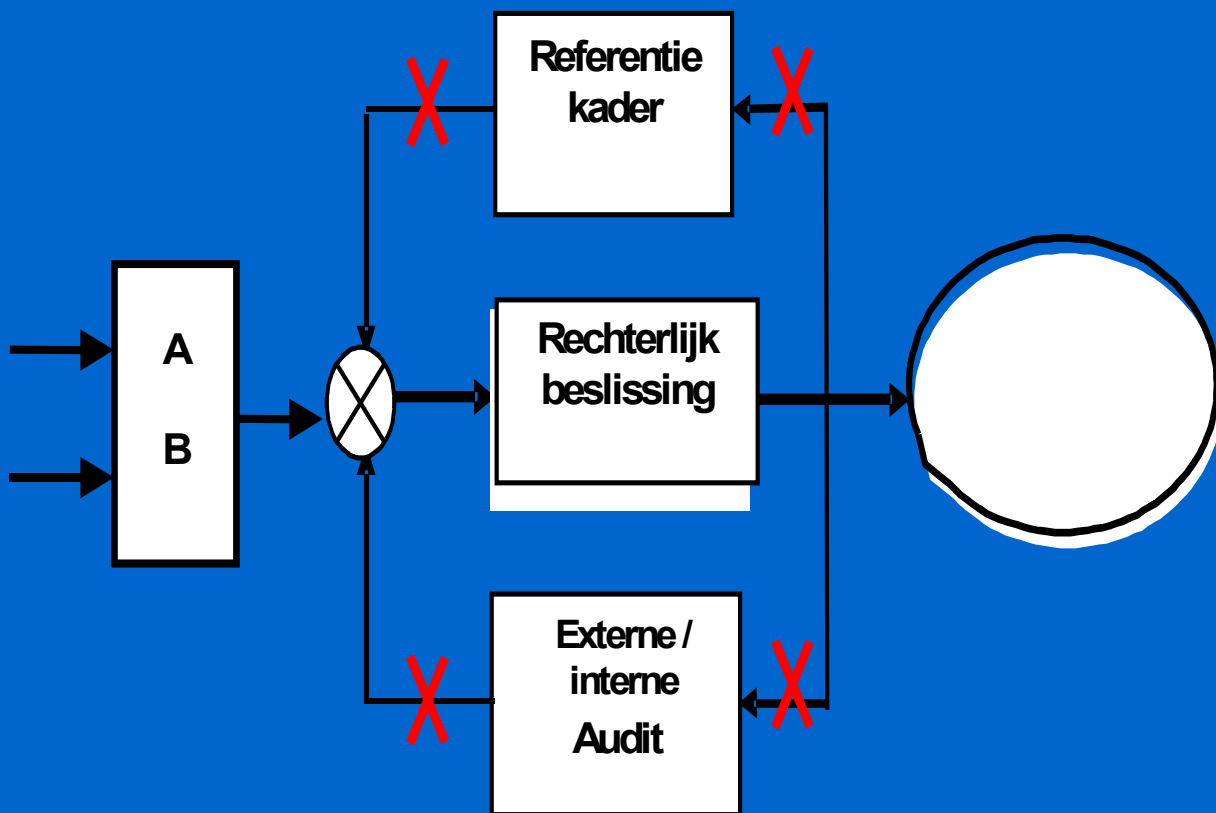 Referentie
kader
A
B
Rechterlijk
beslissing
Externe /
interne
Audit